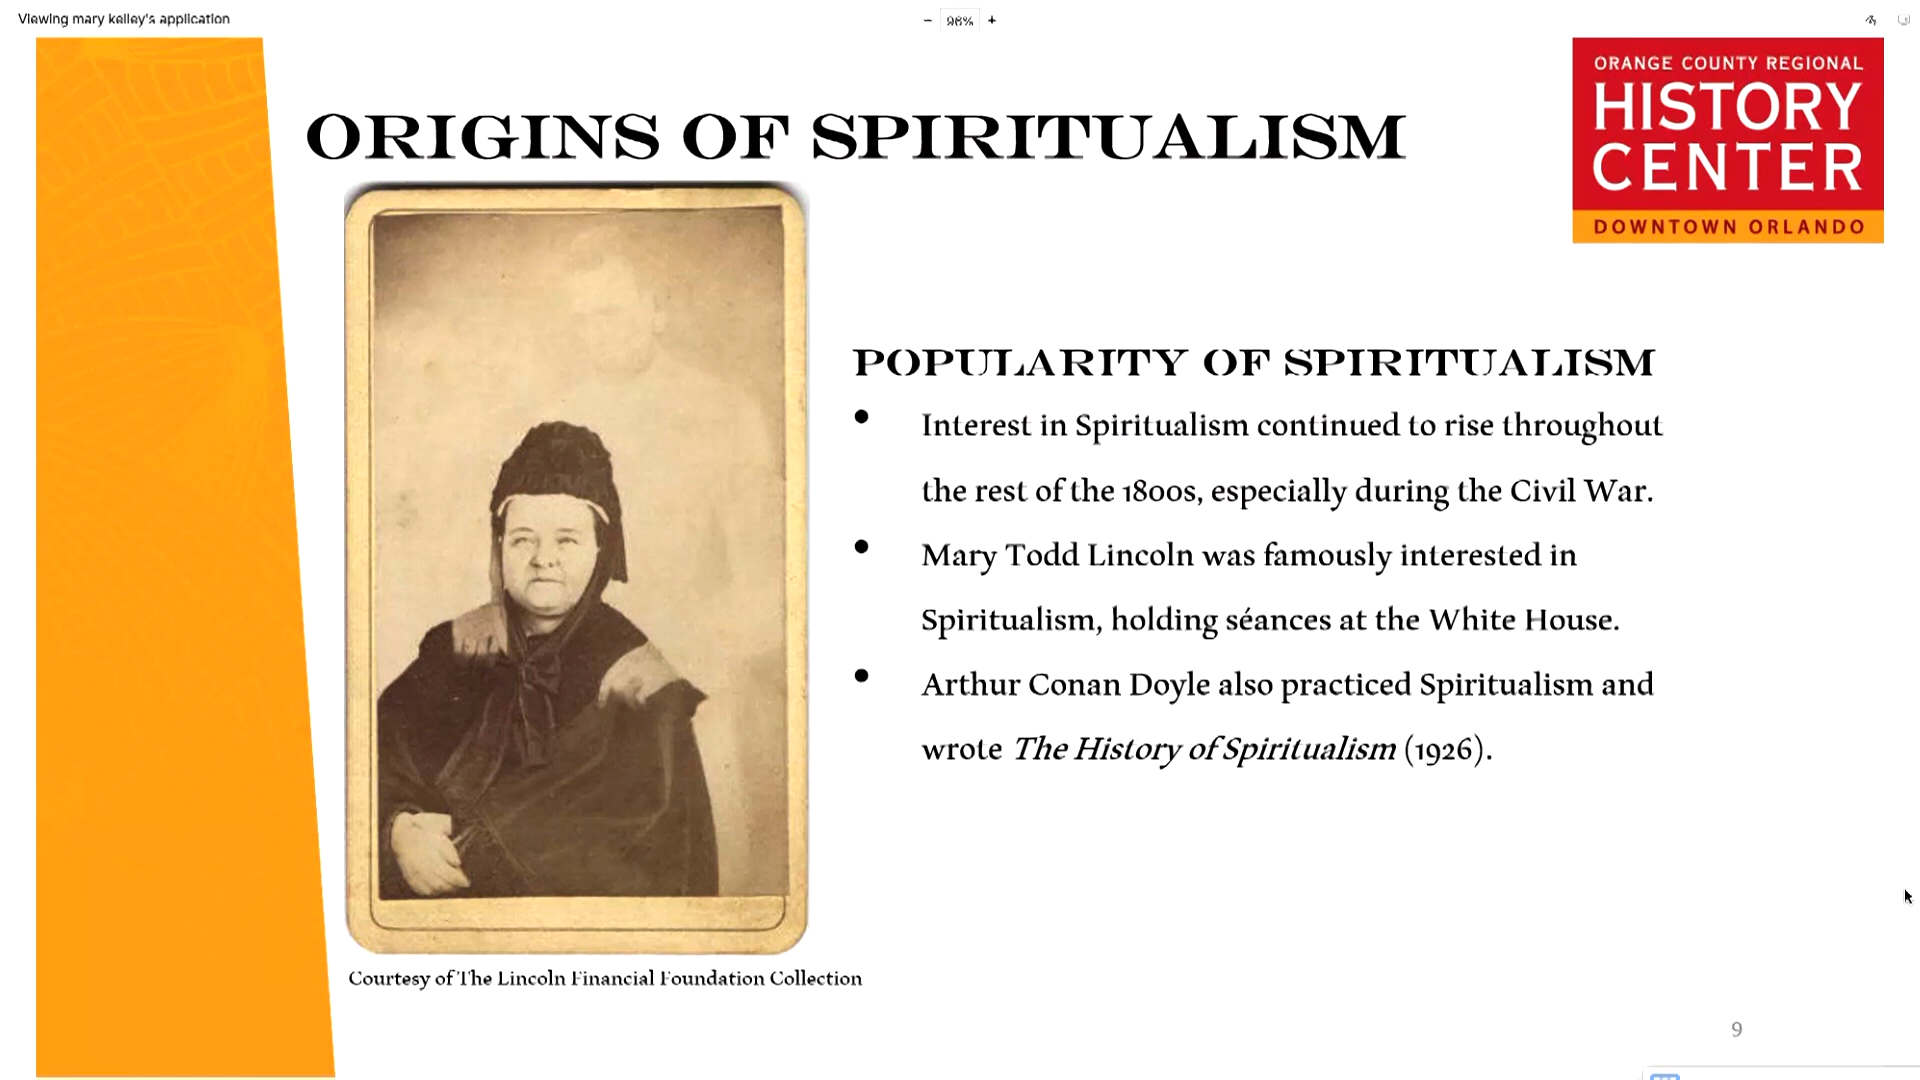 Viewing mary kelley's application
− 96% +
ORANGE COUNTY REGIONAL
HISTORY
CENTER
DOWNTOWN ORLANDO
ORIGINS OF SPIRITUALISM
POPULARITY OF SPIRITUALISM
• Interest in Spiritualism continued to rise throughout
the rest of the 1800s, especially during the Civil War.
• Mary Todd Lincoln was famously interested in
Spiritualism, holding séances at the White House.
• Arthur Conan Doyle also practiced Spiritualism and
wrote The History of Spiritualism (1926).
Courtesy of The Lincoln Financial Foundation Collection
9